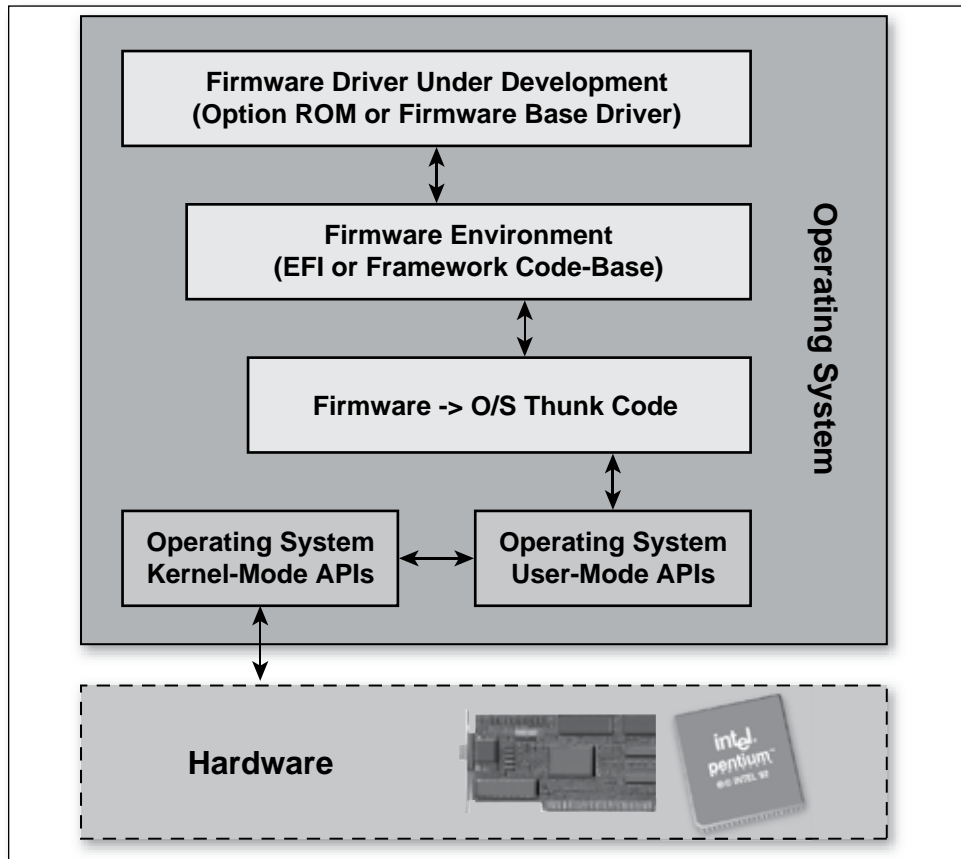 Firmware Driver Under Development
(Option ROM or Firmware Base Driver)
Firmware Environment
(EFI or Framework Code-Base)
Firmware -> O/S Thunk Code
Operating System
Kernel-Mode APIs
Operating System
User-Mode APIs
Operating System
Hardware
intel.
pentium™